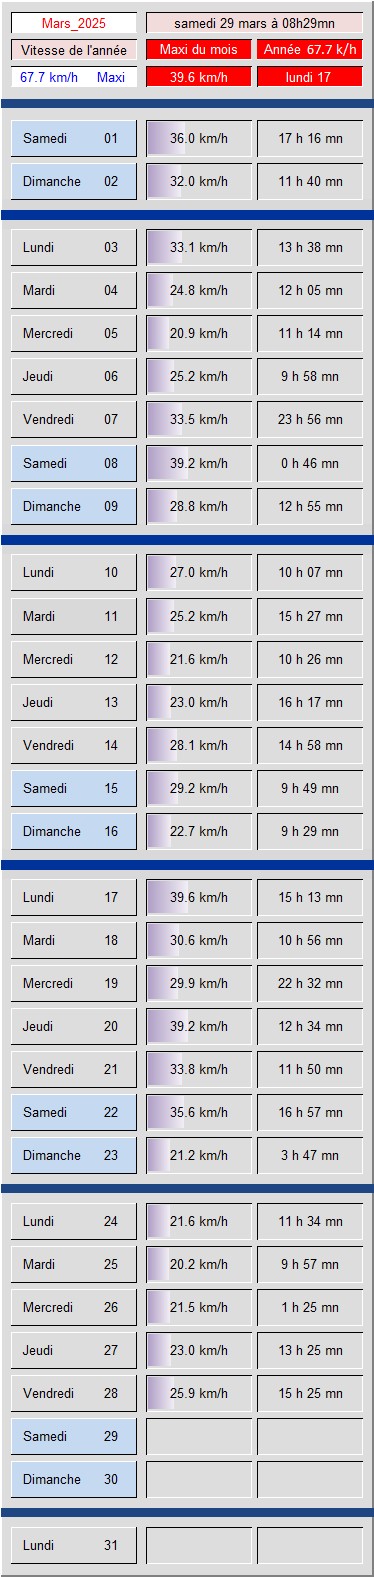 Mars_2025 samedi 29 mars à 08h29mn
Vitesse de l'année Maxi du mois Année 67.7 k/h
67.7 km/h Maxi 39.6 km/h lundi 17
Samedi 01 36.0 km/h 17 h 16 mn
Dimanche 02 32.0 km/h 11 h 40 mn
Lundi 03 33.1 km/h 13 h 38 mn
Mardi 04 24.8 km/h 12 h 05 mn
Mercredi 05 20.9 km/h 11 h 14 mn
Jeudi 06 25.2 km/h 9 h 58 mn
Vendredi 07 33.5 km/h 23 h 56 mn
Samedi 08 39.2 km/h 0 h 46 mn
Dimanche 09 28.8 km/h 12 h 55 mn
Lundi 10 27.0 km/h 10 h 07 mn
Mardi 11 25.2 km/h 15 h 27 mn
Mercredi 12 21.6 km/h 10 h 26 mn
Jeudi 13 23.0 km/h 16 h 17 mn
Vendredi 14 28.1 km/h 14 h 58 mn
Samedi 15 29.2 km/h 9 h 49 mn
Dimanche 16 22.7 km/h 9 h 29 mn
Lundi 17 39.6 km/h 15 h 13 mn
Mardi 18 30.6 km/h 10 h 56 mn
Mercredi 19 29.9 km/h 22 h 32 mn
Jeudi 20 39.2 km/h 12 h 34 mn
Vendredi 21 33.8 km/h 11 h 50 mn
Samedi 22 35.6 km/h 16 h 57 mn
Dimanche 23 21.2 km/h 3 h 47 mn
Lundi 24 21.6 km/h 11 h 34 mn
Mardi 25 20.2 km/h 9 h 57 mn
Mercredi 26 21.5 km/h 1 h 25 mn
Jeudi 27 23.0 km/h 13 h 25 mn
Vendredi 28 25.9 km/h 15 h 25 mn
Samedi 29
Dimanche 30
Lundi 31